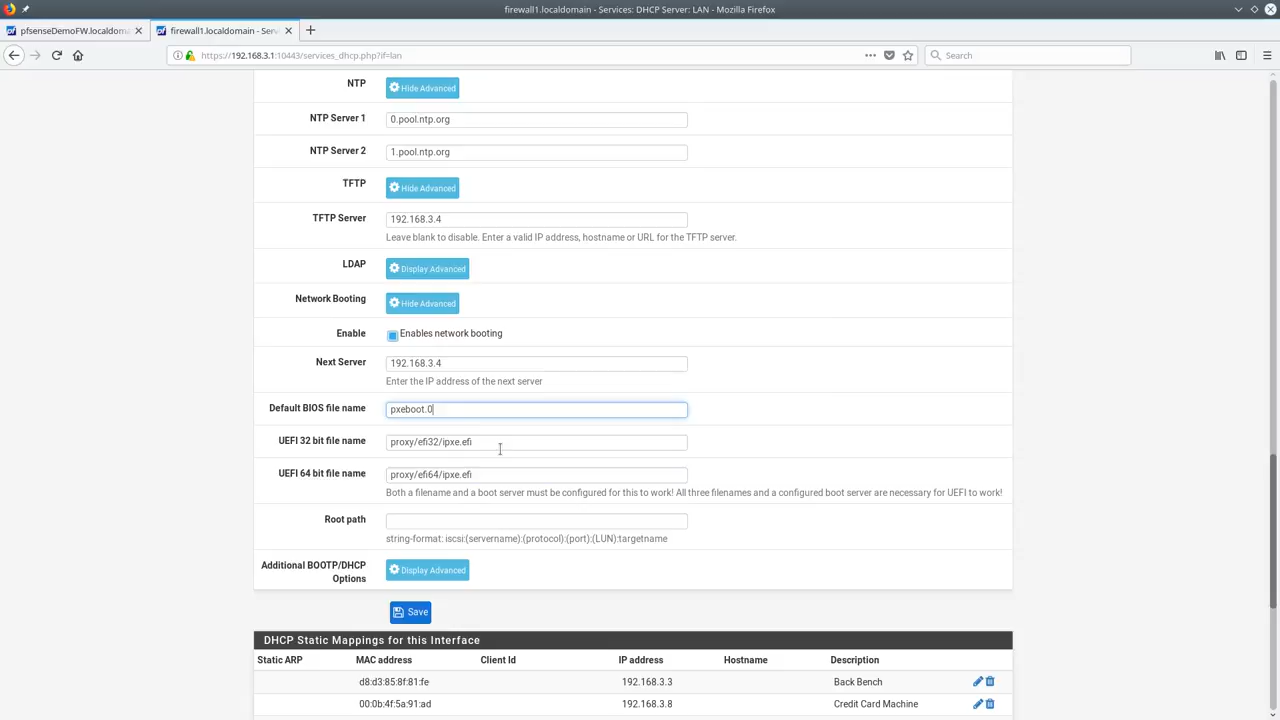 firewall1.localdomain - Services: DHCP Server: LAN - Mozilla Firefox
pfsenseDemoFW.localdom
firewall1.localdomain - Serv
https://192.168.3.1:10443/services_dhcp.php?if=lan
Search
NTP
Hide Advanced
NTP Server 1
0.pool.ntp.org
NTP Server 2
1.pool.ntp.org
TFTP
Hide Advanced
TFTP Server
192.168.3.4
Leave blank to disable. Enter a valid IP address, hostname or URL for the TFTP server.
LDAP
Display Advanced
Network Booting
Hide Advanced
Enable
Enables network booting
Next Server
192.168.3.4
Enter the IP address of the next server
Default BIOS file name
pxeboot.0
UEFI 32 bit file name
proxy/efi32/ipxe.efi
UEFI 64 bit file name
proxy/efi64/ipxe.efi
Both a filename and a boot server must be configured for this to work! All three filenames and a configured boot server are necessary for UEFI to work!
Root path
string-format: iscsi:(servername):(protocol):(port):(LUN):targetname
Additional BOOTP/DHCP
Options
Display Advanced
Save
DHCP Static Mappings for this Interface
Static ARP MAC address Client Id IP address Hostname Description
d8:d3:85:8f:81:fe 192.168.3.3 Back Bench
00:0b:4f:5a:91:ad 192.168.3.8 Credit Card Machine